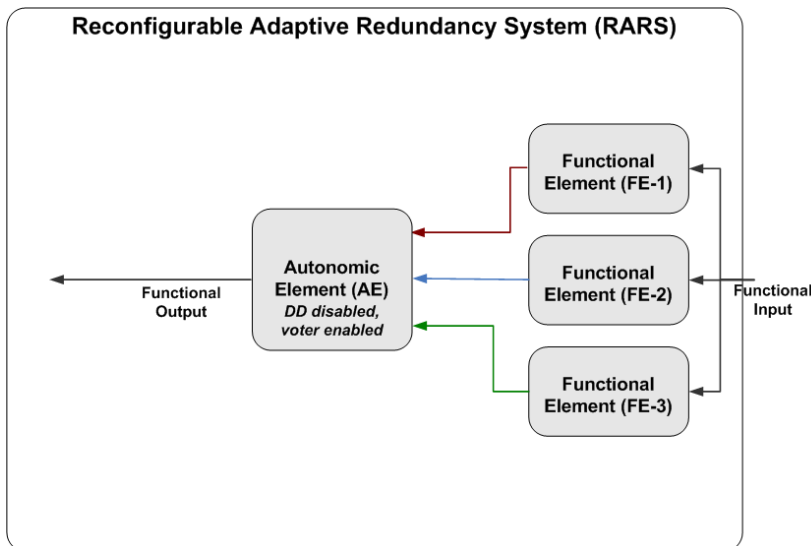 Reconfigurable Adaptive Redundancy System (RARS)
Functional
Element (FE-1)
Autonomic
Element (AE)
DD disabled,
voter enabled
Functional
Element (FE-2)
Functional
Output
Functional
Input
Functional
Element (FE-3)